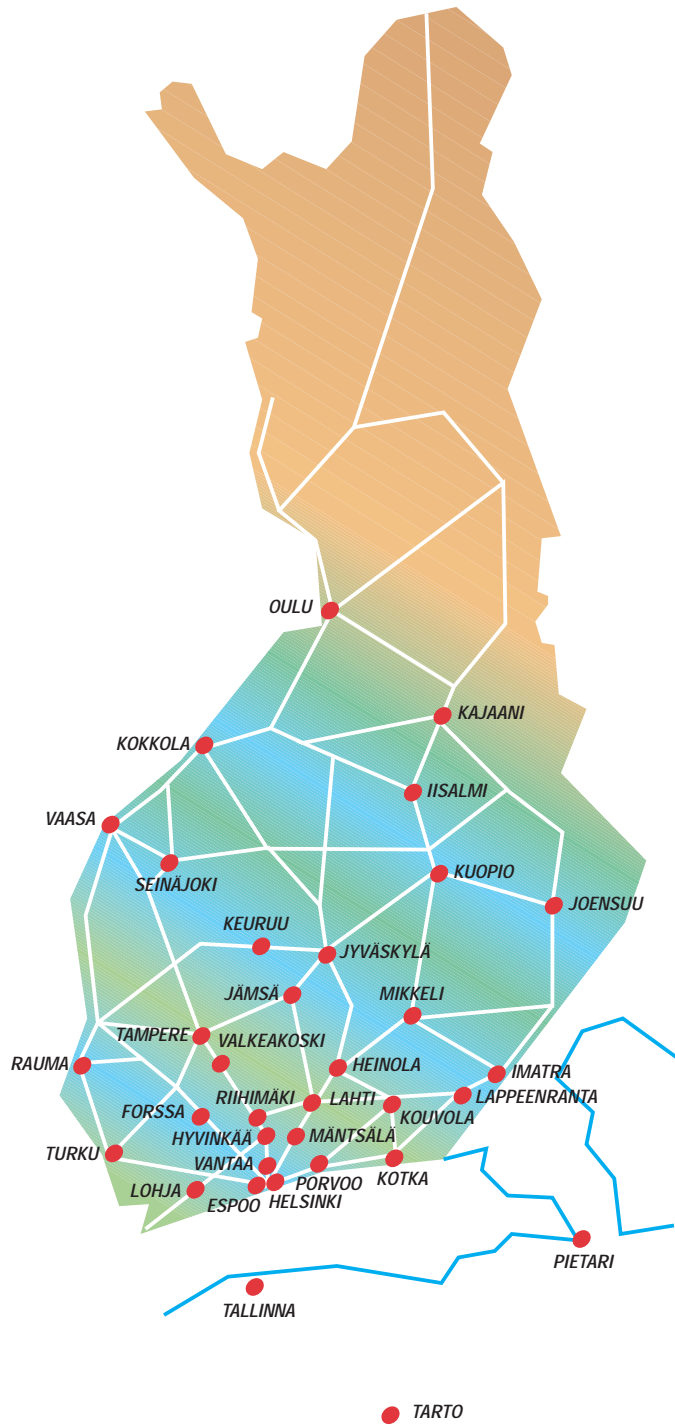 OULU
KAJAANI
KOKKOLA
IISALMI
VAASA
SEINÄJOKI
KUOPIO
JOENSUU
KEURUU
JYVÄSKYLÄ
JÄMSÄ
MIKKELI
TAMPERE
VALKEAKOSKI
RAUMA
HEINOLA
IMATRA
LAPPEENRANTA
RIIHIMÄKI
LAHTI
KOUVOLA
FORSSA
HYVINKÄÄ
MÄNTSÄLÄ
TURKU
VANTAA
PORVOO
KOTKA
LOHJA
ESPOO
HELSINKI
PIETARI
TALLINNA
TARTO